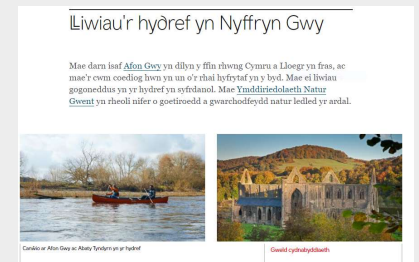 Lliwiau'r hydref yn Nyffryn Gwy
Mae darn isaf Afon Gwy yn dilyn y ffin rhwng Cymru a Lloegr yn fras, ac
mae'r cwm coediog hwn yn un o'r rhai hyfrytaf yn y byd. Mae ei liwiau
gogoneddus yn yr hydref yn syfrdanol. Mae Ymddiriedolaeth Natur
Gwent yn rheoli nifer o goetiroedd a gwarchodfeydd natur ledled yr ardal.
Canŵio ar Afon Gwy ac Abaty Tyndyrn yn yr hydref
Gweld cydnabyddiaeth